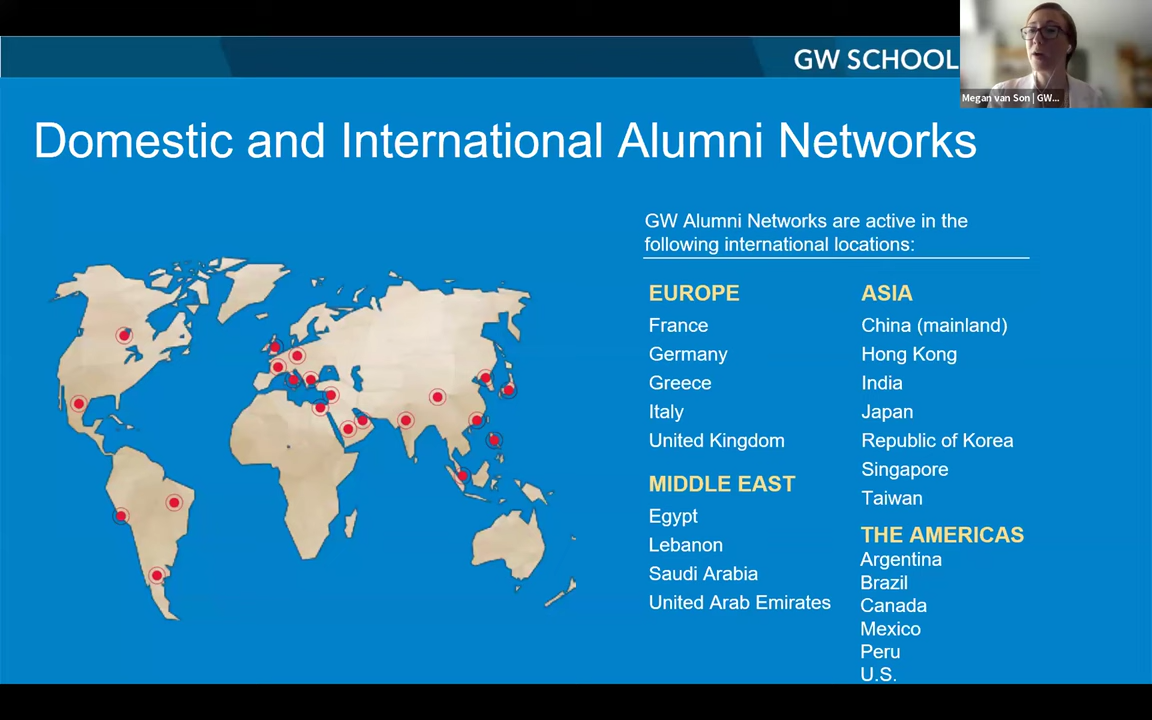 GW SCHOOL
Megan van Son | GW...
Domestic and International Alumni Networks
GW Alumni Networks are active in the
following international locations:
EUROPE
France
Germany
Greece
Italy
United Kingdom
MIDDLE EAST
Egypt
Lebanon
Saudi Arabia
United Arab Emirates
ASIA
China (mainland)
Hong Kong
India
Japan
Republic of Korea
Singapore
Taiwan
THE AMERICAS
Argentina
Brazil
Canada
Mexico
Peru
U.S.